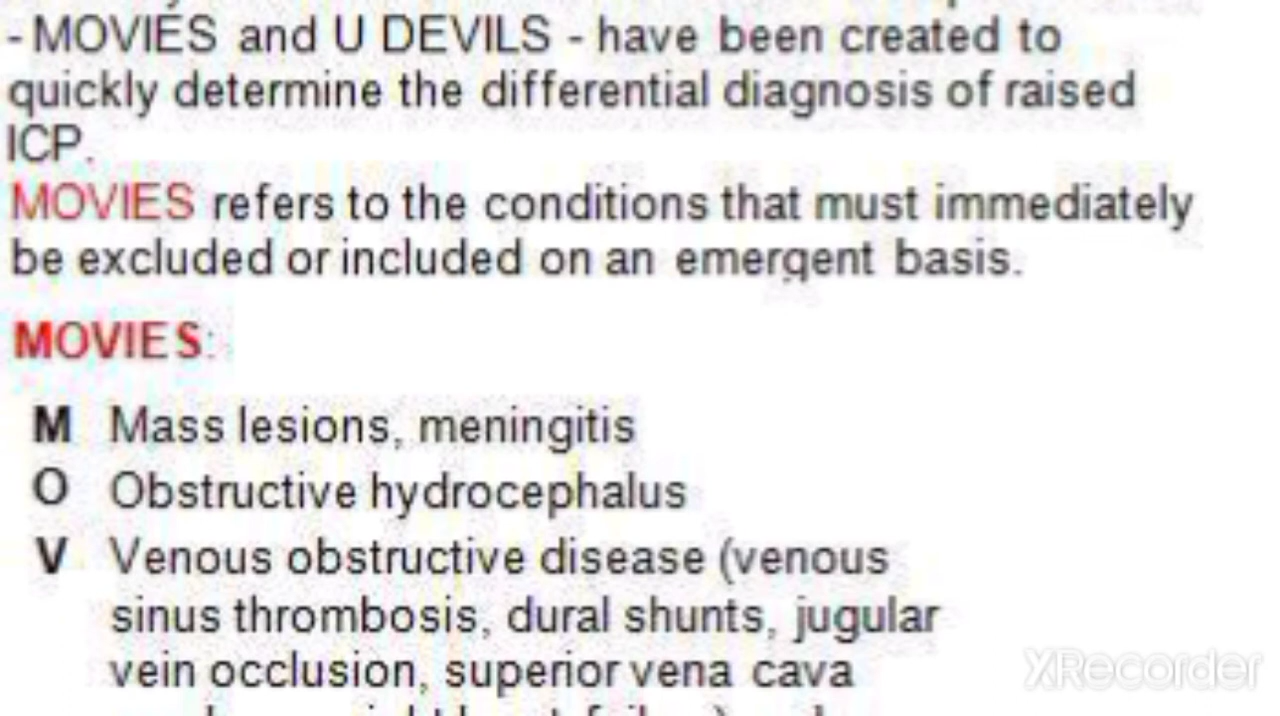 - MOVIES and U DEVILS - have been created to
quickly determine the differential diagnosis of raised
ICP.
MOVIES refers to the conditions that must immediately
be excluded or included on an emergent basis.
MOVIES:
M Mass lesions, meningitis
O Obstructive hydrocephalus
V Venous obstructive disease (venous
sinus thrombosis, dural shunts, jugular
vein occlusion, superior vena cava
XRecorder